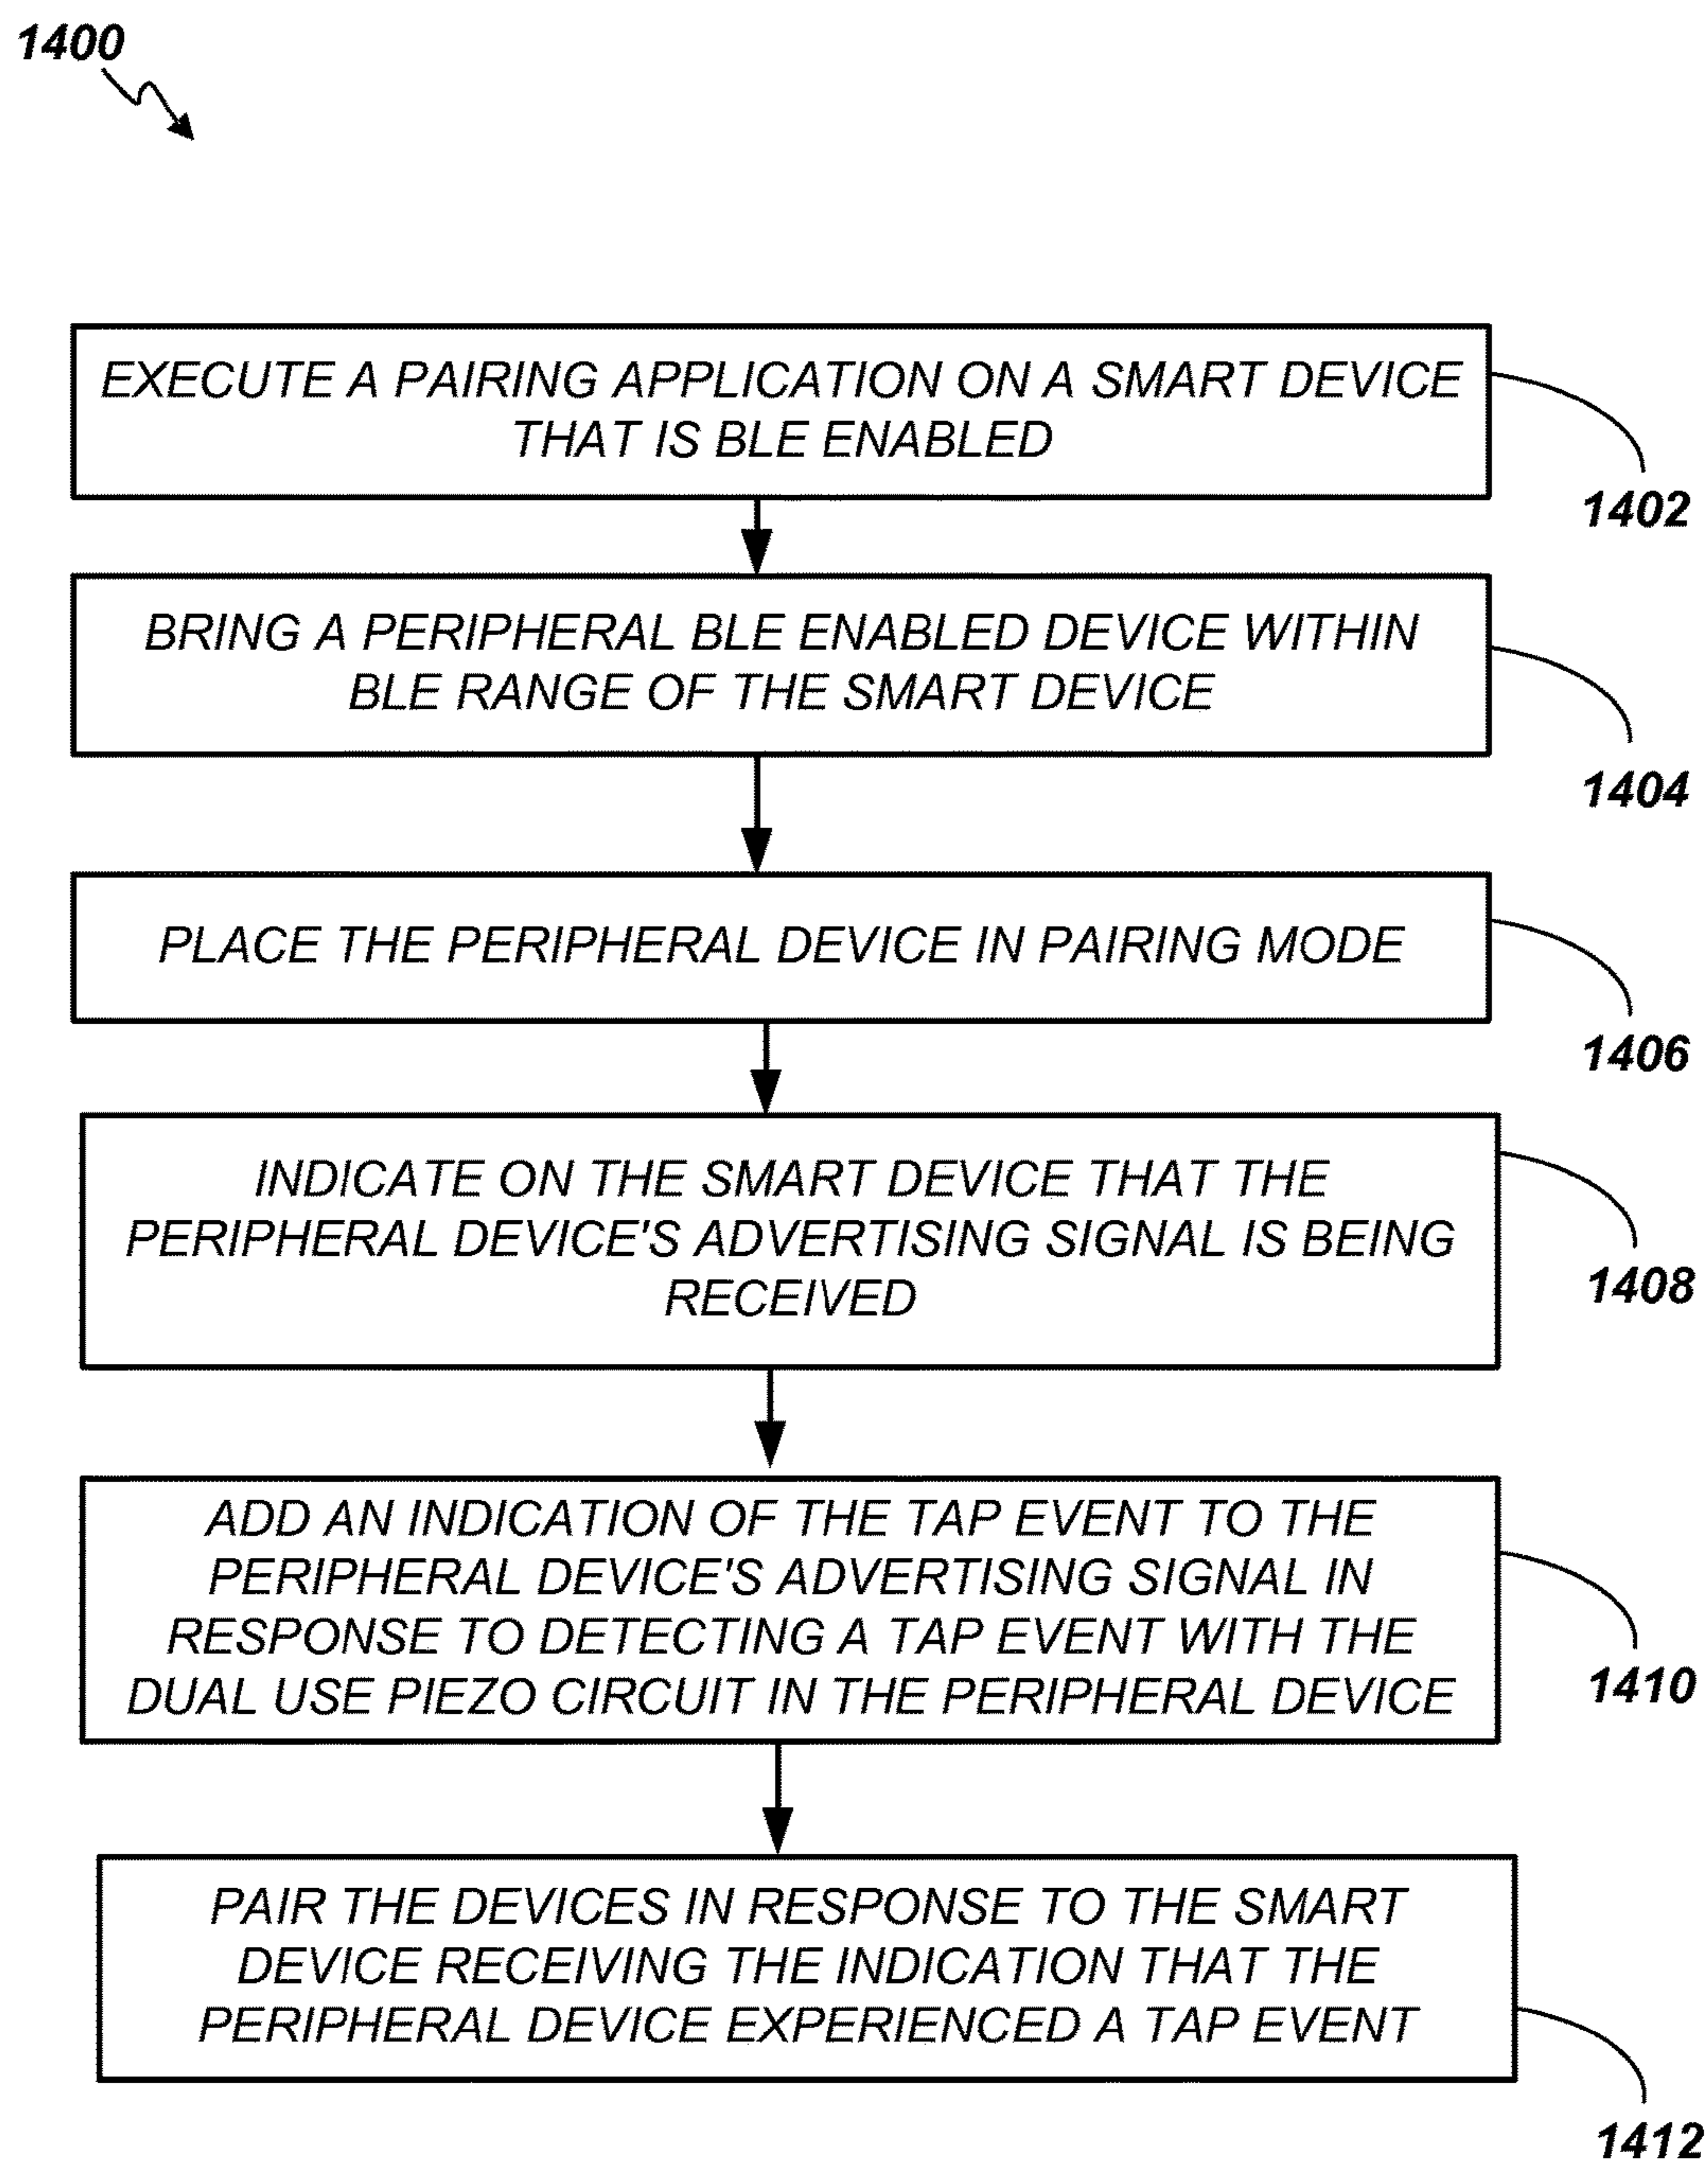 1400
EXECUTE A PAIRING APPLICATION ON A SMART DEVICE
THAT IS BLE ENABLED
1402
BRING A PERIPHERAL BLE ENABLED DEVICE WITHIN
BLE RANGE OF THE SMART DEVICE
1404
PLACE THE PERIPHERAL DEVICE IN PAIRING MODE
1406
INDICATE ON THE SMART DEVICE THAT THE
PERIPHERAL DEVICE'S ADVERTISING SIGNAL IS BEING
RECEIVED
1408
ADD AN INDICATION OF THE TAP EVENT TO THE
PERIPHERAL DEVICE'S ADVERTISING SIGNAL IN
RESPONSE TO DETECTING A TAP EVENT WITH THE
DUAL USE PIEZO CIRCUIT IN THE PERIPHERAL DEVICE
1410
PAIR THE DEVICES IN RESPONSE TO THE SMART
DEVICE RECEIVING THE INDICATION THAT THE
PERIPHERAL DEVICE EXPERIENCED A TAP EVENT
1412